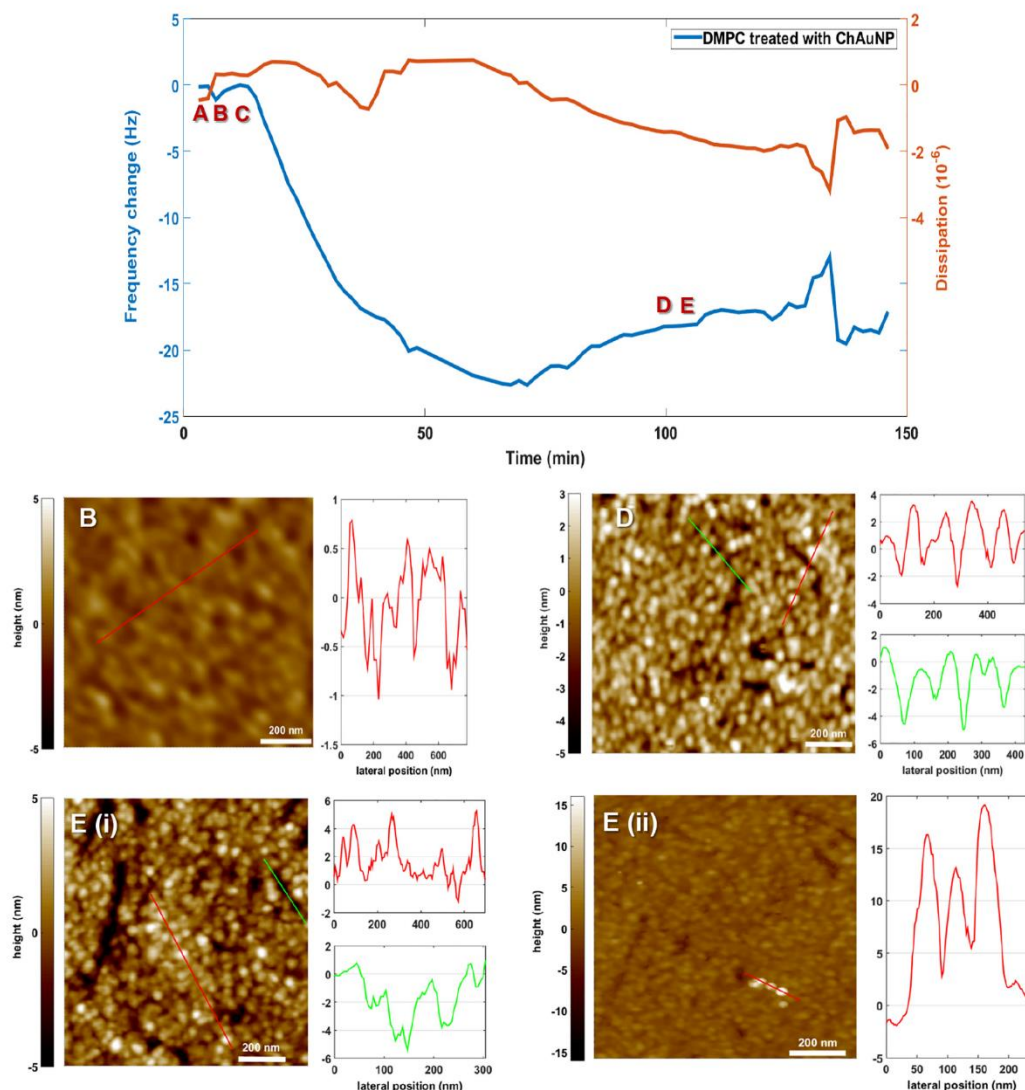 DMPC treated with ChAuNP
Frequency change (Hz)
5
0
-5
-10
-15
-20
-25
A B C
D E
2
0
-2
-4
Dissipation (10-6)
0 50 100 150
Time (min)
B
height (nm)
5
0
-5
200 nm
1
0.5
0
-0.5
-1
-1.5
0 200 400 600
lateral position (nm)
D
height (nm)
3
2
1
0
-1
-2
-3
-4
-5
200 nm
4
2
0
-2
-4
0 200 400
2
0
-2
-4
-6
0 100 200 300 400
lateral position (nm)
E (i)
height (nm)
5
0
-5
200 nm
6
4
2
0
-2
0 200 400 600
2
0
-2
-4
-6
0 100 200 300
lateral position (nm)
E (ii)
height (nm)
15
10
5
0
-5
-10
-15
200 nm
20
15
10
5
0
-5
0 50 100 150 200
lateral position (nm)